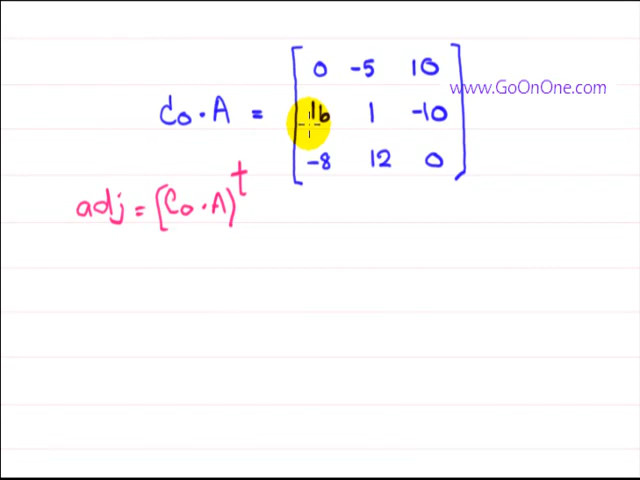 0 -5 10
www.GoOnOne.com
Co·A = 16 1 -10
-8 12 0
adj = [Co·A)^t